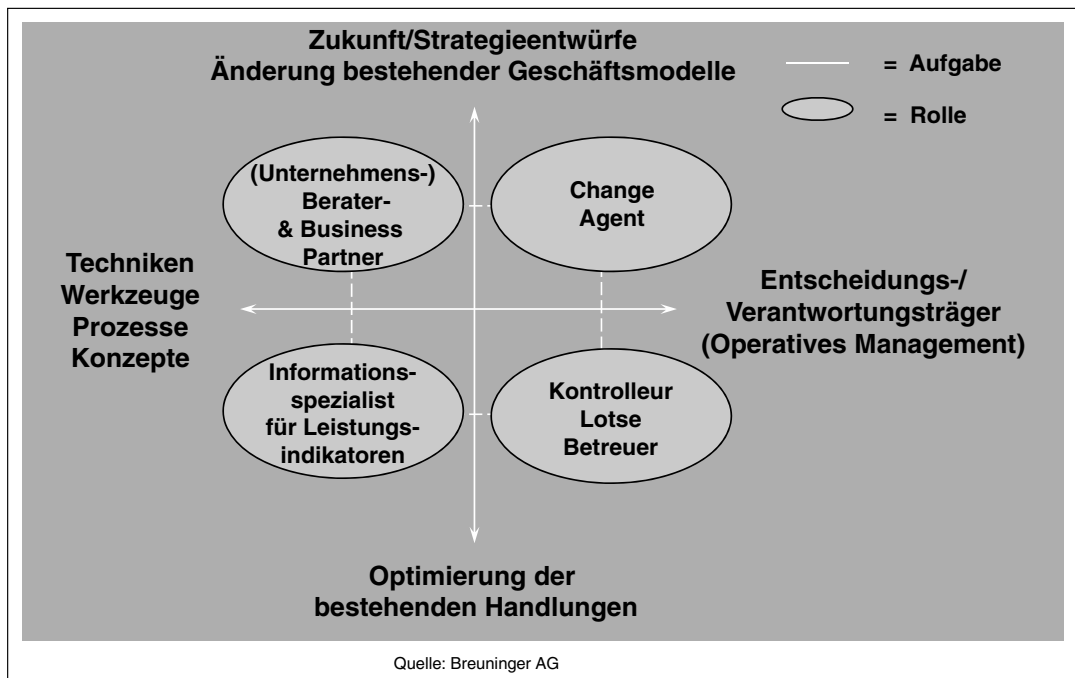 Zukunft/Strategieentwürfe
Änderung bestehender Geschäftsmodelle
= Aufgabe
= Rolle
(Unternehmens-)
Berater-
& Business
Partner
Change
Agent
Techniken
Werkzeuge
Prozesse
Konzepte
Entscheidungs-/
Verantwortungsträger
(Operatives Management)
Informations-
spezialist
für Leistungs-
indikatoren
Kontrolleur
Lotse
Betreuer
Optimierung der
bestehenden Handlungen
Quelle: Breuninger AG